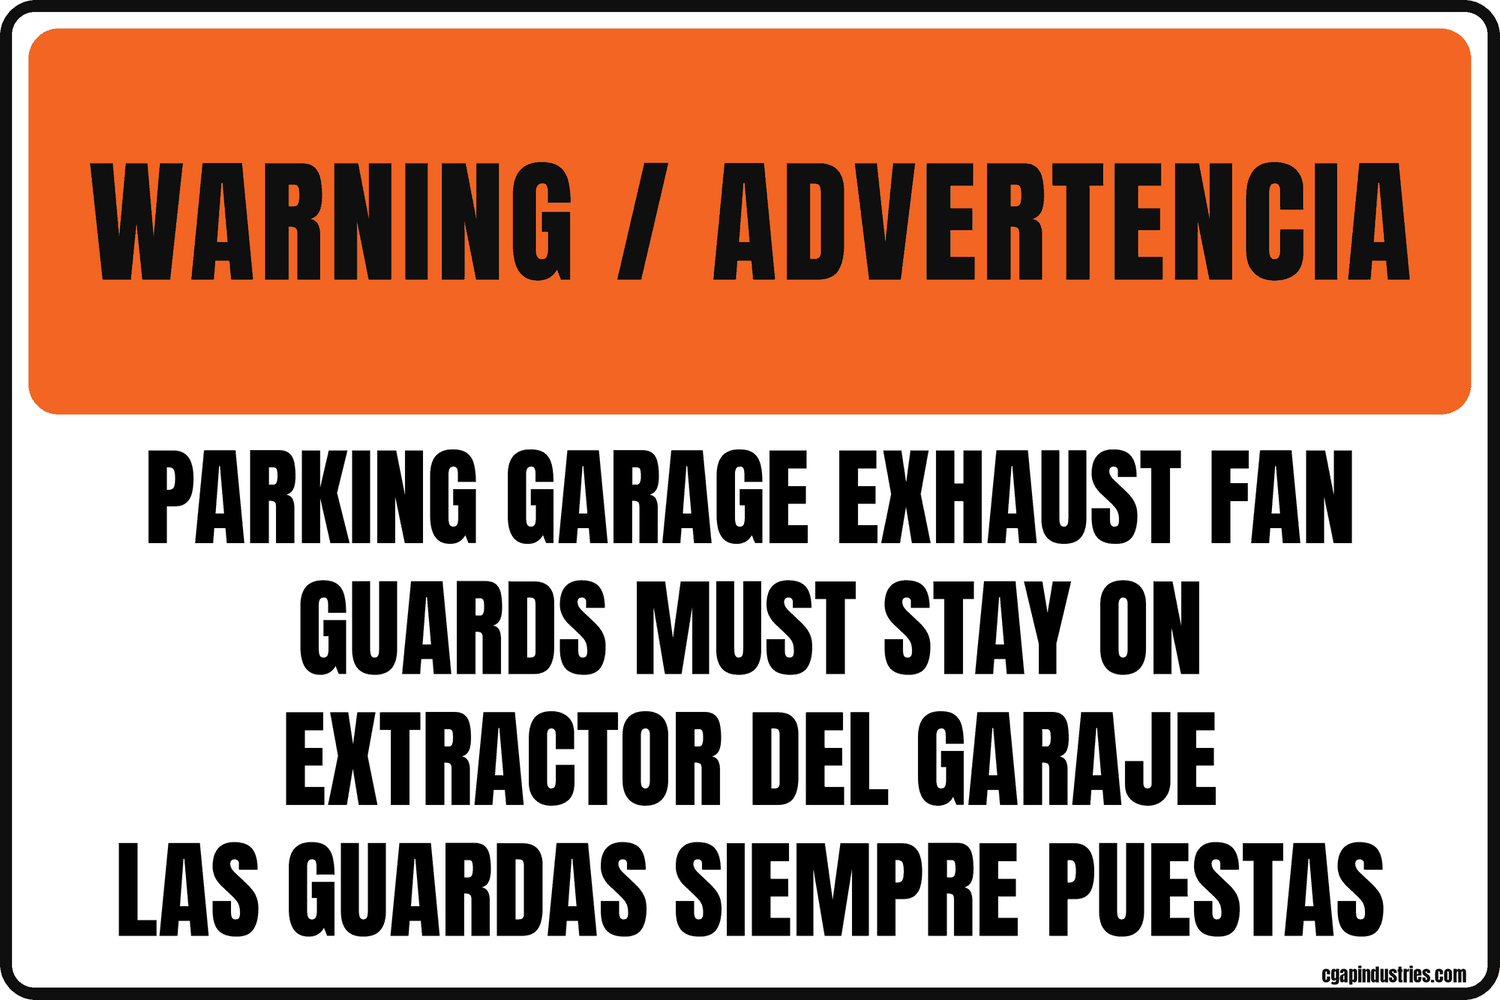 WARNING / ADVERTENCIA
PARKING GARAGE EXHAUST FAN
GUARDS MUST STAY ON
EXTRACTOR DEL GARAJE
LAS GUARDAS SIEMPRE PUESTAS
cgapindustries.com